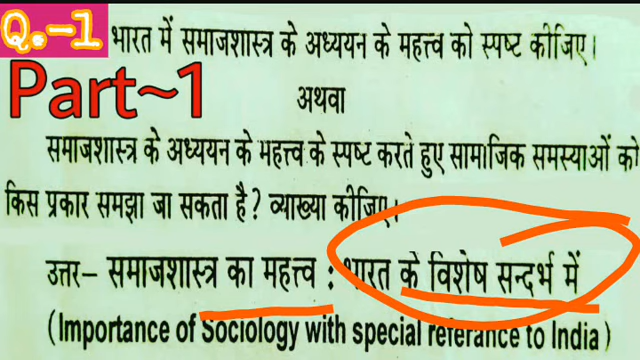 Q.-1 भारत में समाजशास्त्र के अध्ययन के महत्त्व को स्पष्ट कीजिए।
Part~1
अथवा
समाजशास्त्र के अध्ययन के महत्त्व के स्पष्ट करते हुए सामाजिक समस्याओं को
किस प्रकार समझा जा सकता है? व्याख्या कीजिए।
उत्तर– समाजशास्त्र का महत्त्व : भारत के विशेष सन्दर्भ में
(Importance of Sociology with special referance to India)